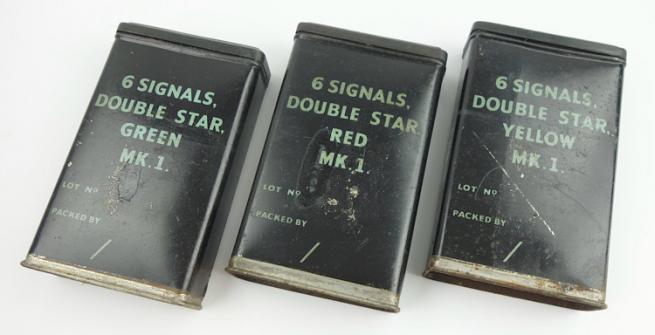 6 SIGNALS,
DOUBLE STAR,
GREEN
MK.1.
LOT Nº
PACKED BY
/
6 SIGNALS,
DOUBLE STAR
RED
MK.1.
LOT Nº
PACKED BY
/
6 SIGNALS,
DOUBLE STAR,
YELLOW
MK.1.
LOT Nº
PACKED BY
/